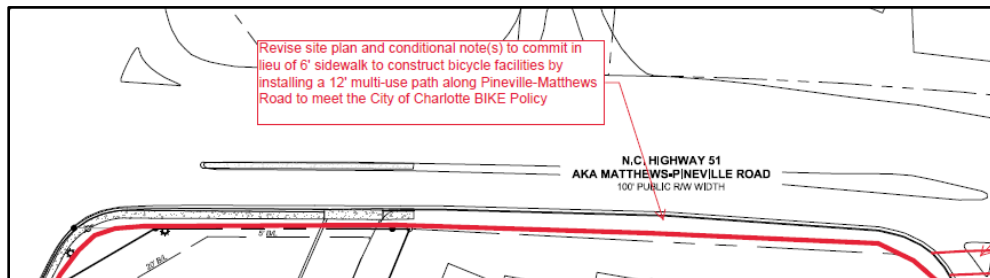 Revise site plan and conditional note(s) to commit in
lieu of 6' sidewalk to construct bicycle facilities by
installing a 12' multi-use path along Pineville-Matthews
Road to meet the City of Charlotte BIKE Policy
N.C. HIGHWAY 51
AKA MATTHEWS-PINEVILLE ROAD
100' PUBLIC R/W WIDTH